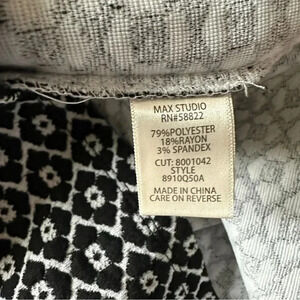 MAX STUDIO
RN#58822
79%POLYESTER
18%RAYON
3% SPANDEX
CUT: 8001042
STYLE
8910Q50A
MADE IN CHINA
CARE ON REVERSE